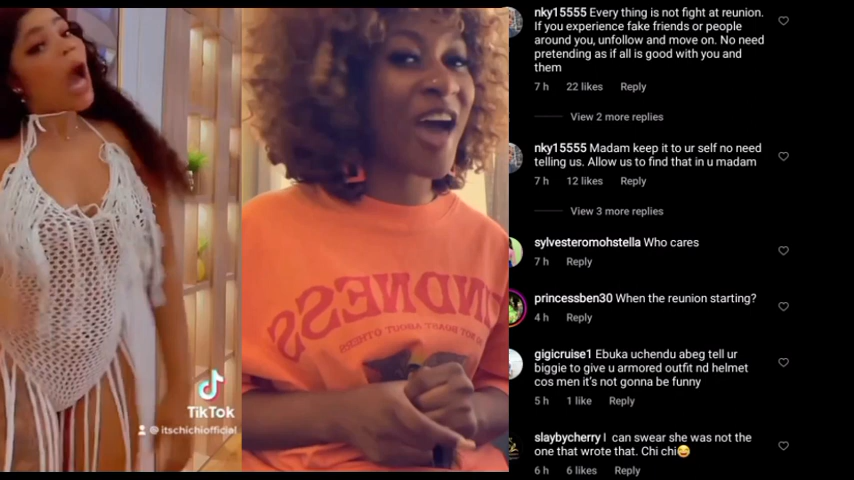 TikTok
@ itschichiofficial
KINDNESS
nky15555 Every thing is not fight at reunion.
If you experience fake friends or people
around you, unfollow and move on. No need
pretending as if all is good with you and
them
7 h 22 likes Reply
View 2 more replies
nky15555 Madam keep it to ur self no need
telling us. Allow us to find that in u madam
7 h 12 likes Reply
View 3 more replies
sylvesteromohstella Who cares
7 h Reply
princessben30 When the reunion starting?
4 h Reply
gigicruise1 Ebuka uchendu abeg tell ur
biggie to give u armored outfit nd helmet
cos men it's not gonna be funny
5 h 1 like Reply
slaybycherry I can swear she was not the
one that wrote that. Chi chi😅
6 h 6 likes Reply